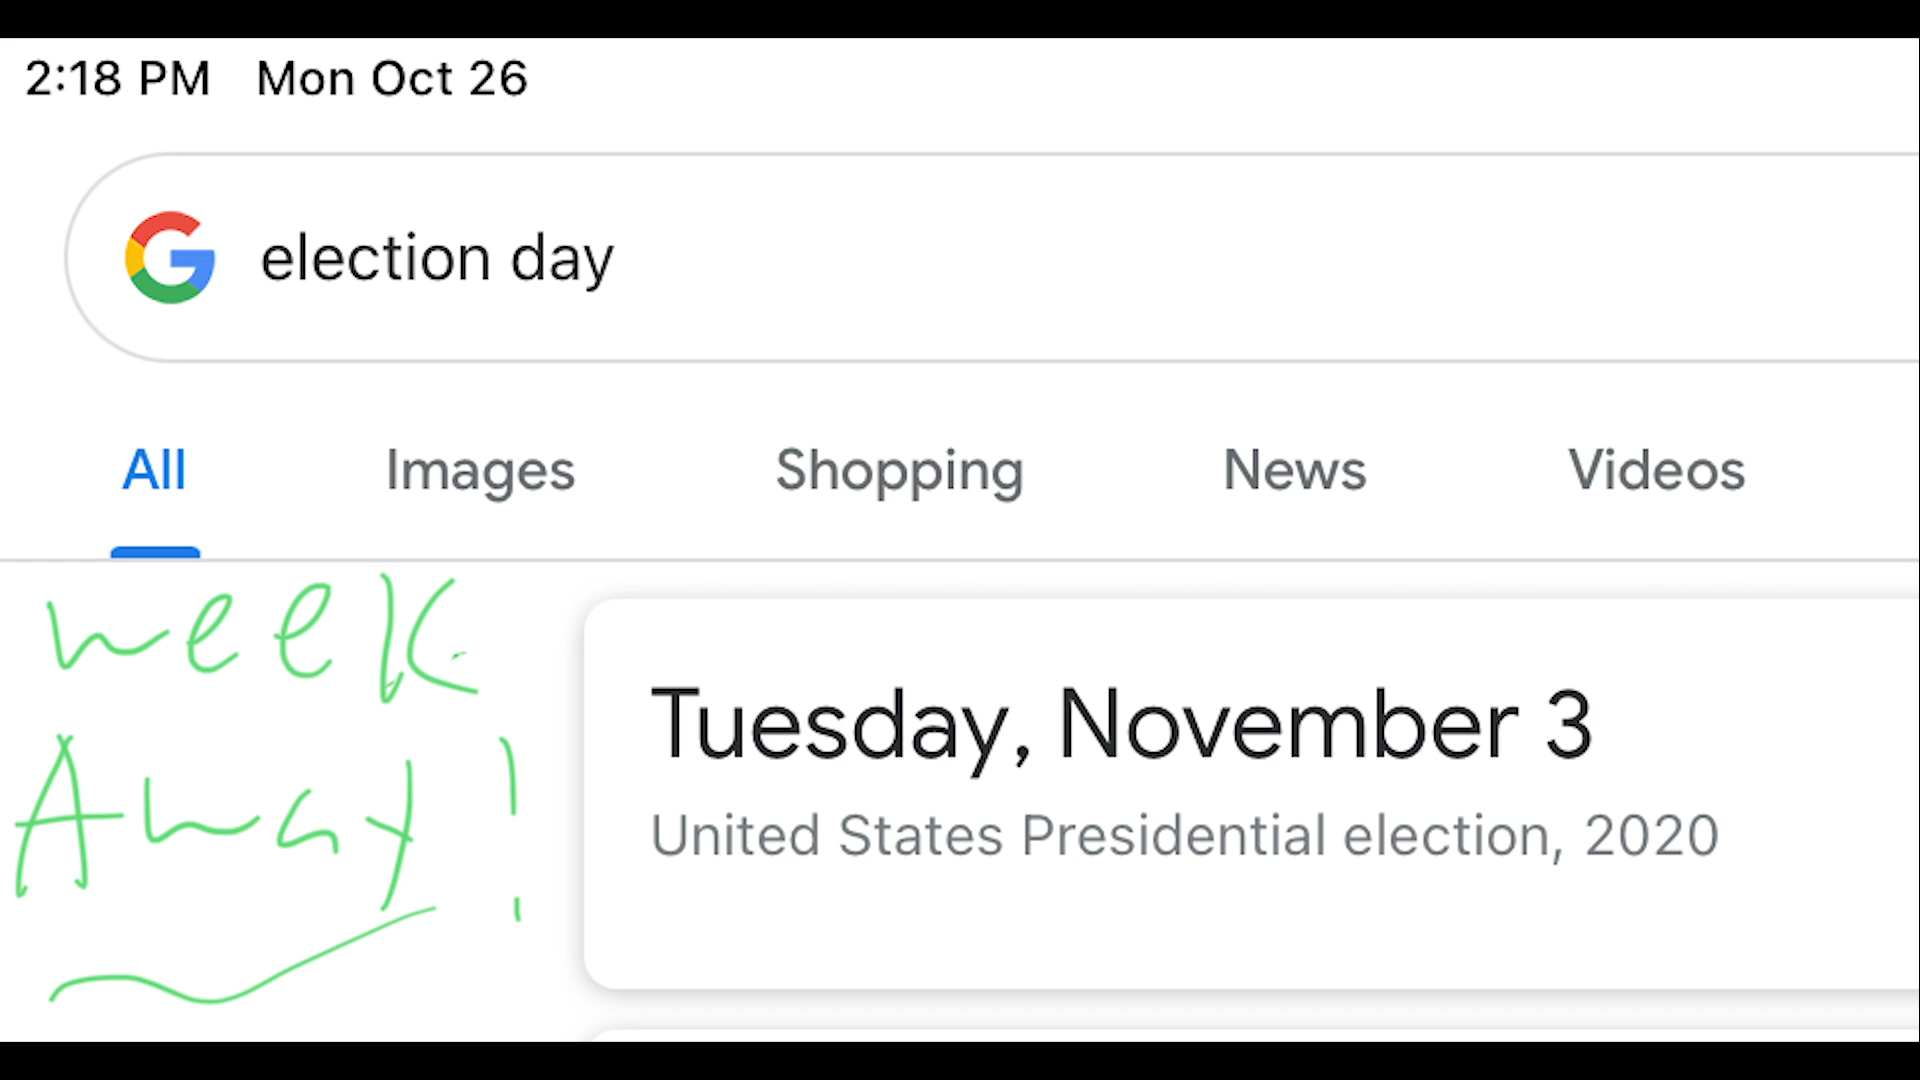 2:18 PM Mon Oct 26
election day
All Images Shopping News Videos
week
Away!
Tuesday, November 3
United States Presidential election, 2020